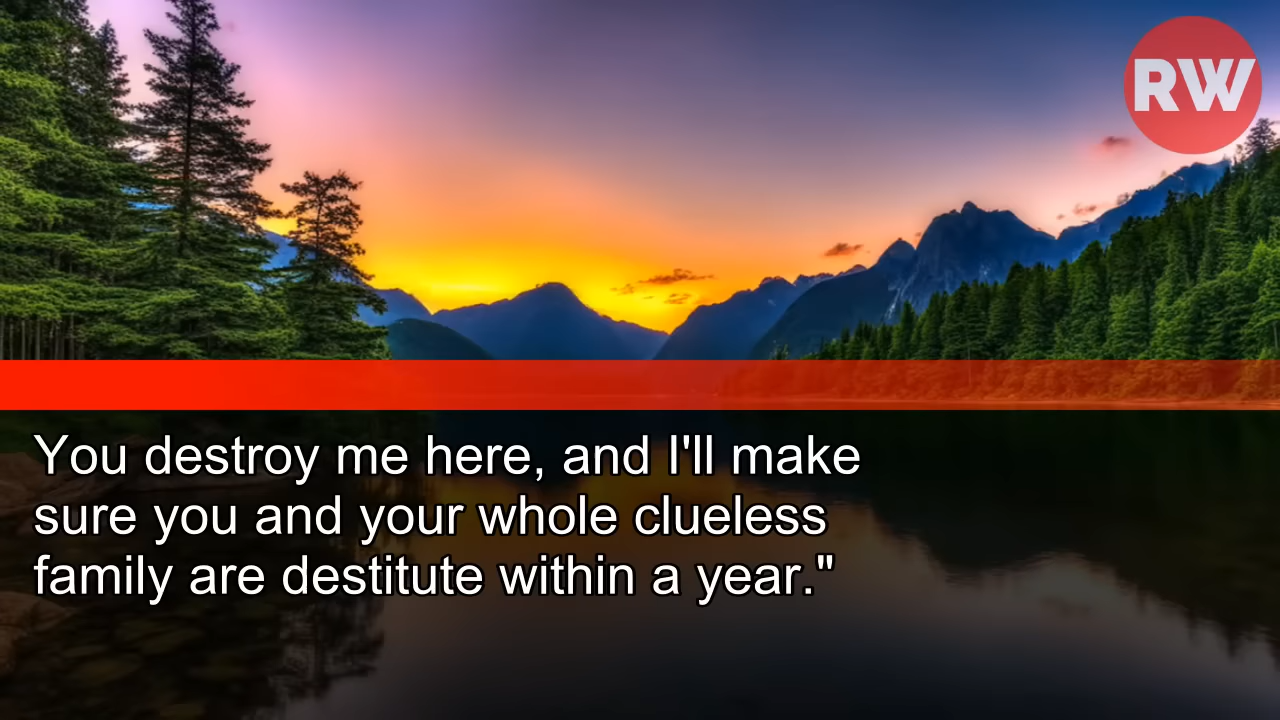 RW
You destroy me here, and I'll make
sure you and your whole clueless
family are destitute within a year."